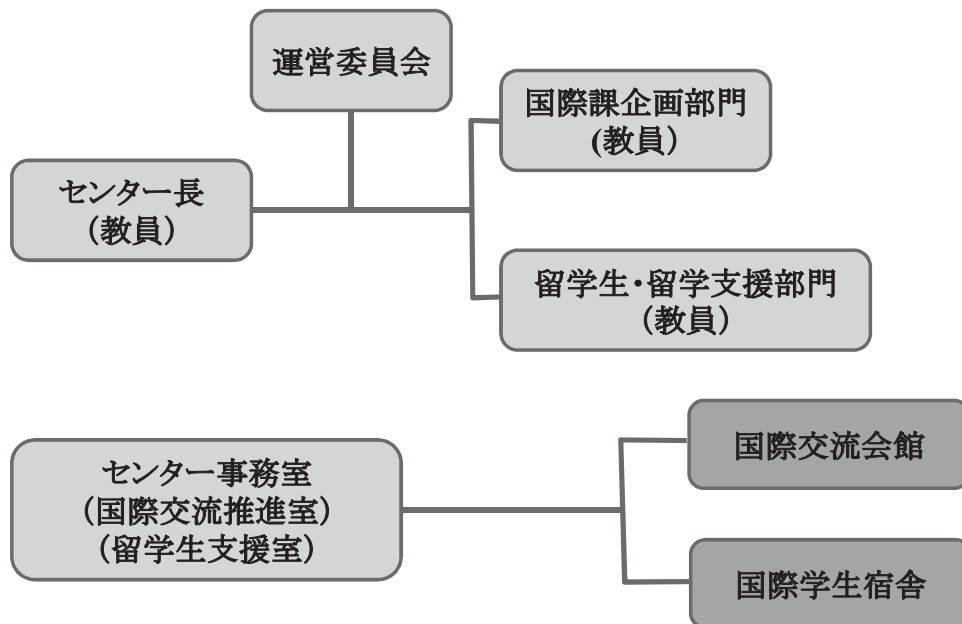 運営委員会
国際課企画部門
(教員)
センター長
(教員)
留学生・留学支援部門
(教員)
センター事務室
(国際交流推進室)
(留学生支援室)
国際交流会館
国際学生宿舎